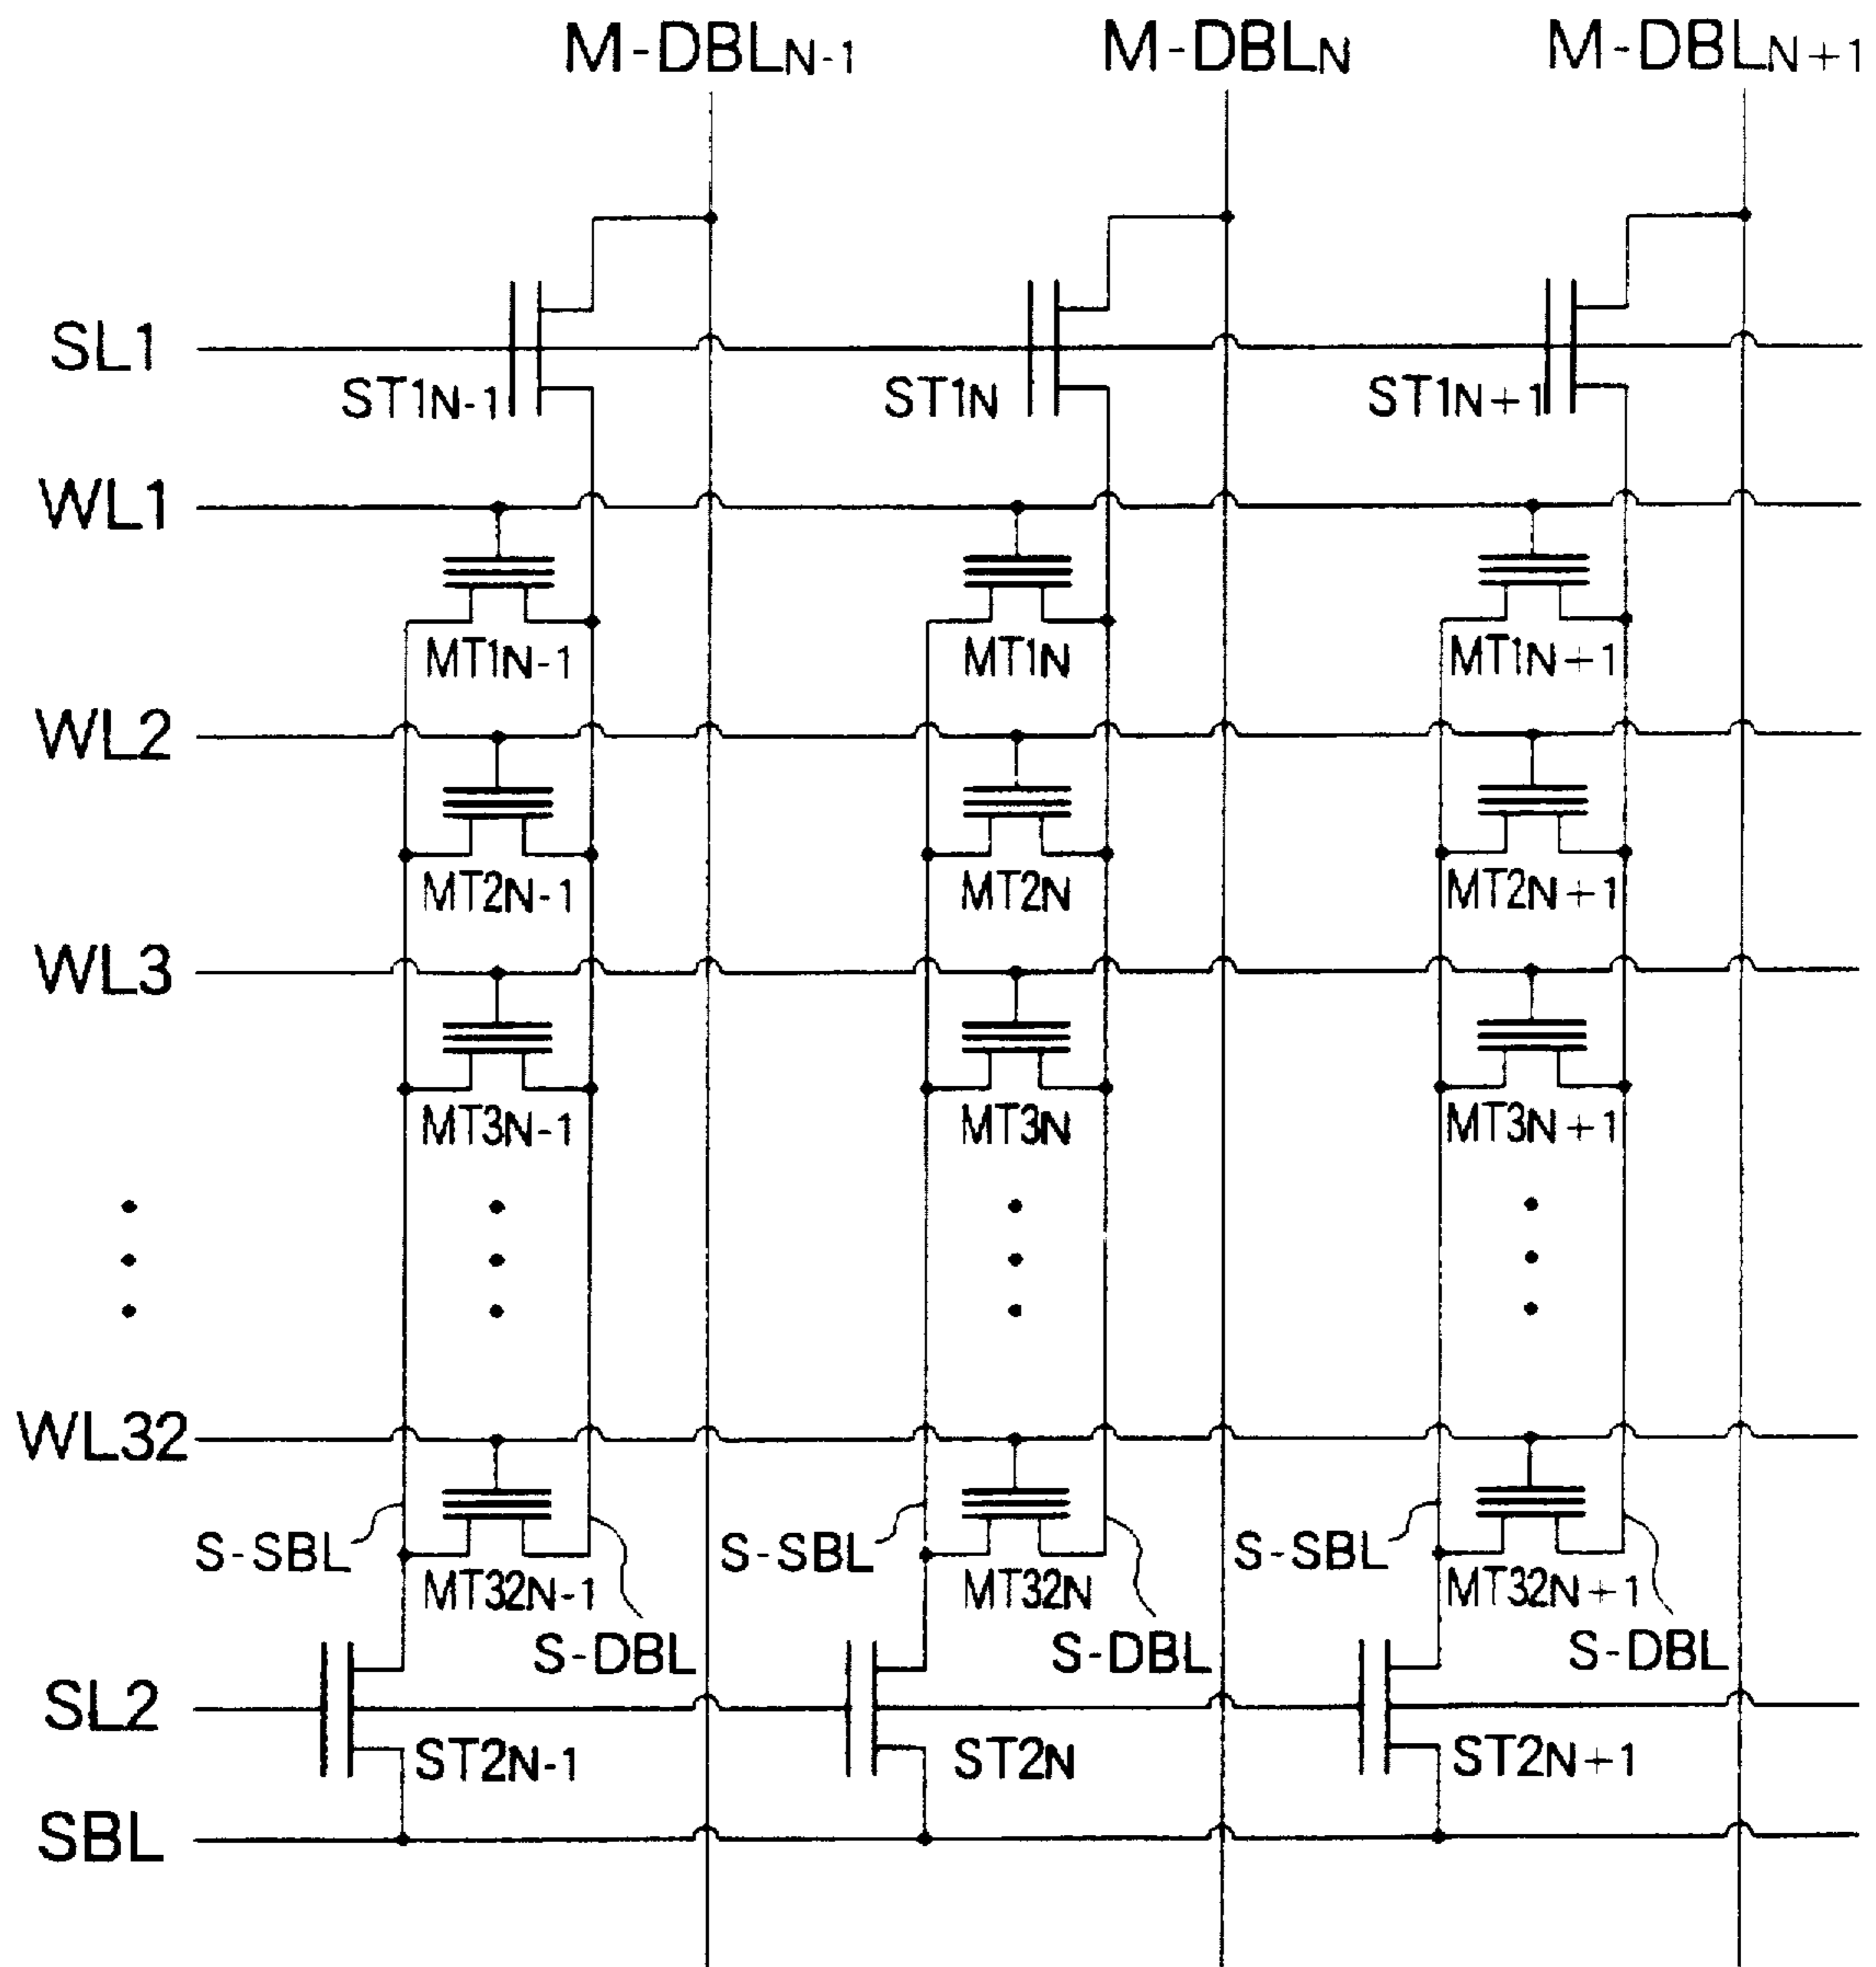 M-DBLN-1 M-DBLN M-DBLN+1
SL1
ST1N-1 ST1N ST1N+1
WL1
MT1N-1 MT1N MT1N+1
WL2
MT2N-1 MT2N MT2N+1
WL3
MT3N-1 MT3N MT3N+1
WL32
S-SBL S-SBL S-SBL
MT32N-1 MT32N MT32N+1
S-DBL S-DBL S-DBL
SL2
ST2N-1 ST2N ST2N+1
SBL